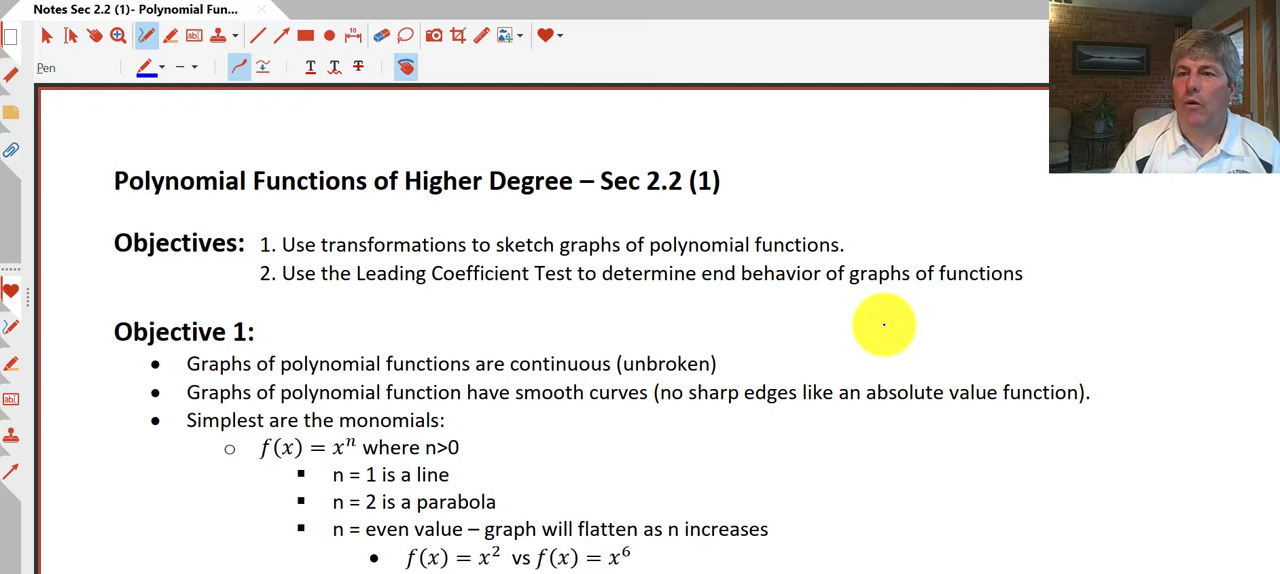 Notes Sec 2.2 (1)- Polynomial Fun...
Pen
Polynomial Functions of Higher Degree – Sec 2.2 (1)
Objectives: 1. Use transformations to sketch graphs of polynomial functions.
2. Use the Leading Coefficient Test to determine end behavior of graphs of functions
Objective 1:
• Graphs of polynomial functions are continuous (unbroken)
• Graphs of polynomial function have smooth curves (no sharp edges like an absolute value function).
• Simplest are the monomials:
○ f(x) = xⁿ where n>0
▪ n = 1 is a line
▪ n = 2 is a parabola
▪ n = even value – graph will flatten as n increases
• f(x) = x² vs f(x) = x⁶